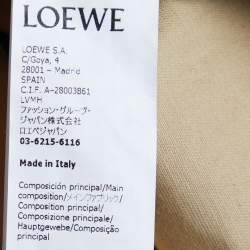 LOEWE
LOEWE S.A.
C/Goya, 4
28001 - Madrid
SPAIN
C.I.F. A-28003861
LVMH
ファッション・グループ・
ジャパン株式会社
ロエベジャパン
03-6215-6116
Made in Italy
Composición principal/Main
composition/メインファブリック/
Composition principal/
Composizione principale/
Hauptgewebe/Composição
principal: